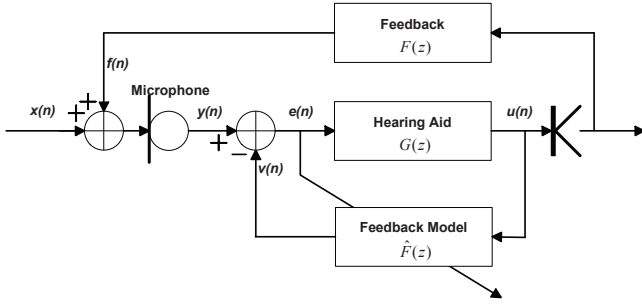 Feedback
F(z)
f(n)
Microphone
x(n)
+
+
y(n)
e(n)
Hearing Aid
G(z)
u(n)
+
−
v(n)
Feedback Model
F̂(z)